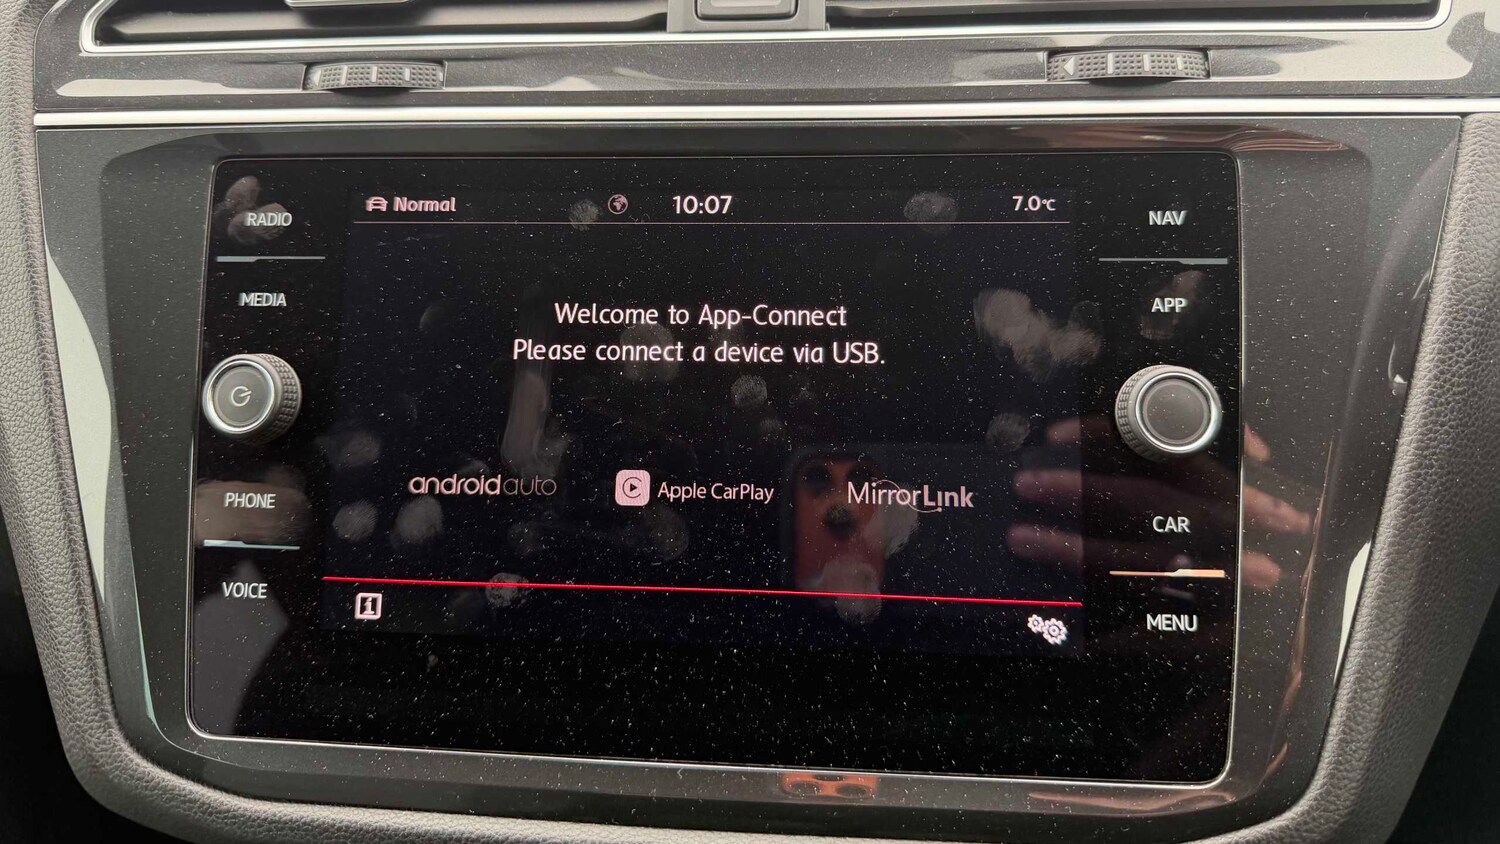 Normal 10:07 7.0°C
RADIO
MEDIA
PHONE
VOICE
Welcome to App-Connect
Please connect a device via USB.
androidauto Apple CarPlay MirrorLink
i
NAV
APP
CAR
MENU